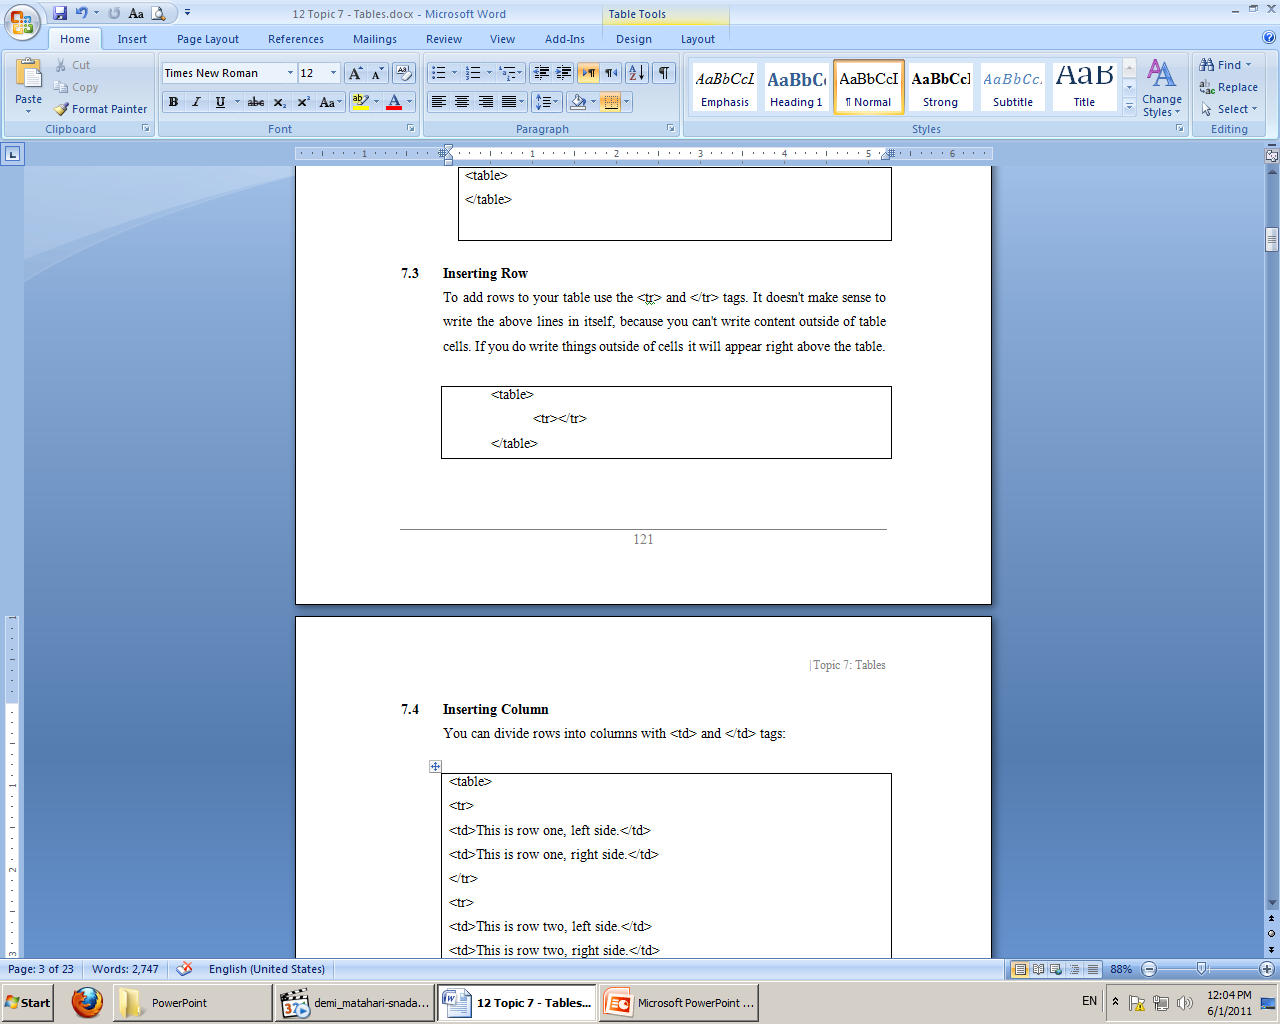 12 Topic 7 - Tables.docx - Microsoft Word
Table Tools
Home Insert Page Layout References Mailings Review View Add-Ins Design Layout
Paste
Cut
Copy
Format Painter
Clipboard
Times New Roman 12
Font
Paragraph
AaBbCcI AaBbC AaBbCcI AaBbCcI AaBbCc. AaB
Emphasis Heading 1 ¶ Normal Strong Subtitle Title
Change Styles
Styles
Find
Replace
Select
Editing
1 1 2 3 4 5 6
<table>
</table>
7.3 Inserting Row
To add rows to your table use the <tr> and </tr> tags. It doesn't make sense to
write the above lines in itself, because you can't write content outside of table
cells. If you do write things outside of cells it will appear right above the table.
<table>
<tr></tr>
</table>
121
|Topic 7: Tables
7.4 Inserting Column
You can divide rows into columns with <td> and </td> tags:
<table>
<tr>
<td>This is row one, left side.</td>
<td>This is row one, right side.</td>
</tr>
<tr>
<td>This is row two, left side.</td>
<td>This is row two, right side.</td>
Page: 3 of 23 Words: 2,747 English (United States) 88%
Start PowerPoint demi_matahari-snada... 12 Topic 7 - Tables... Microsoft PowerPoint ... EN 12:04 PM
6/1/2011